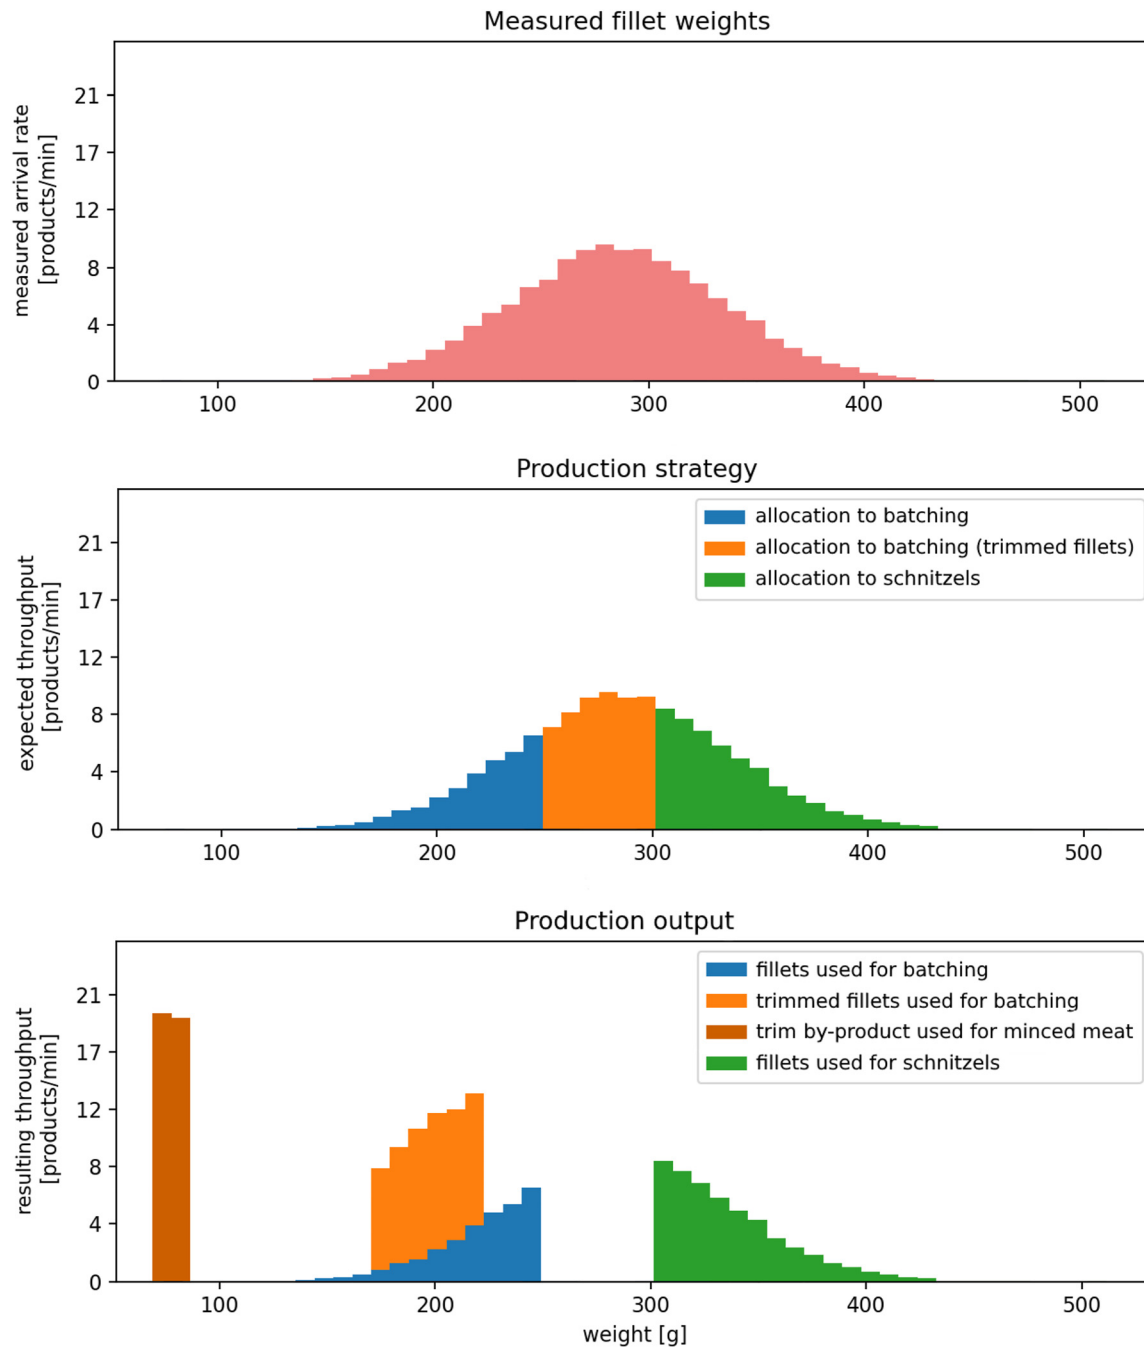 Measured fillet weights
measured arrival rate
[products/min]
21
17
12
8
4
0
100 200 300 400 500
Production strategy
expected throughput
[products/min]
21
17
12
8
4
0
allocation to batching
allocation to batching (trimmed fillets)
allocation to schnitzels
100 200 300 400 500
Production output
resulting throughput
[products/min]
21
17
12
8
4
0
fillets used for batching
trimmed fillets used for batching
trim by-product used for minced meat
fillets used for schnitzels
100 200 300 400 500
weight [g]